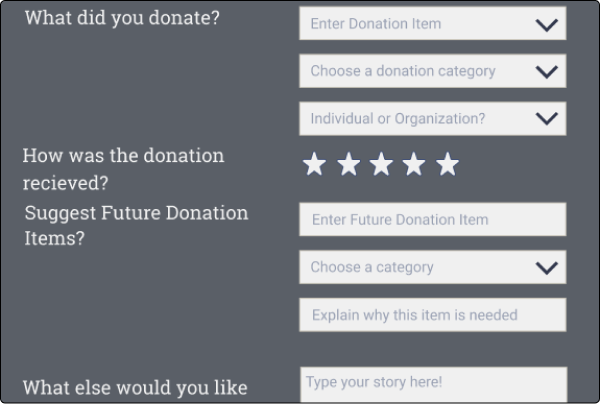 What did you donate?
Enter Donation Item
Choose a donation category
Individual or Organization?
How was the donation
recieved?
Suggest Future Donation
Items?
Enter Future Donation Item
Choose a category
Explain why this item is needed
What else would you like
Type your story here!